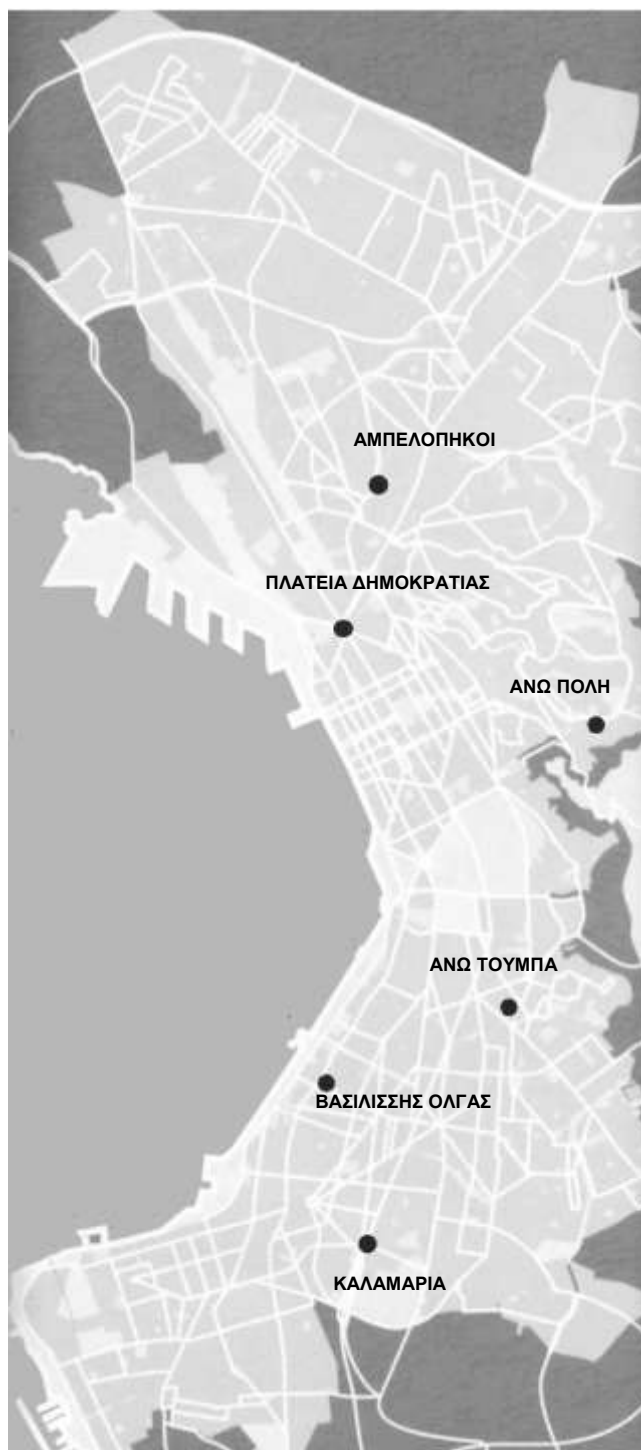 ΑΜΠΕΛΟΠΗΚΟΙ
ΠΛΑΤΕΙΑ ΔΗΜΟΚΡΑΤΙΑΣ
ΑΝΩ ΠΟΛΗ
ΑΝΩ ΤΟΥΜΠΑ
ΒΑΣΙΛΙΣΣΗΣ ΟΛΓΑΣ
ΚΑΛΑΜΑΡΙΑ